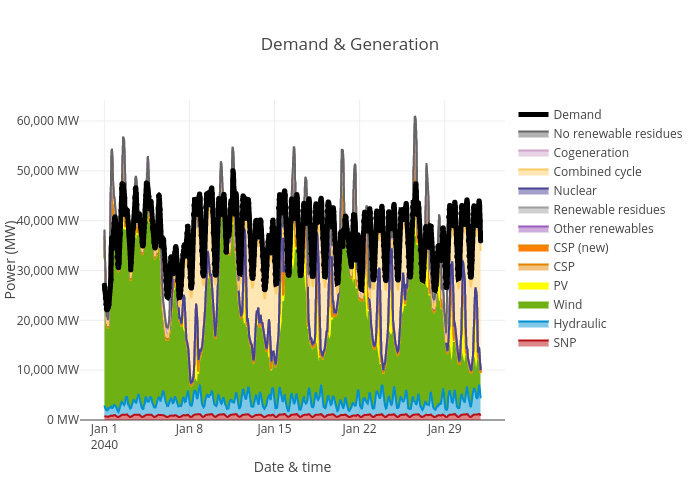 Demand & Generation
60,000 MW
50,000 MW
40,000 MW
30,000 MW
20,000 MW
10,000 MW
0 MW
Power (MW)
Jan 1
2040
Jan 8
Jan 15
Jan 22
Jan 29
Date & time
Demand
No renewable residues
Cogeneration
Combined cycle
Nuclear
Renewable residues
Other renewables
CSP (new)
CSP
PV
Wind
Hydraulic
SNP